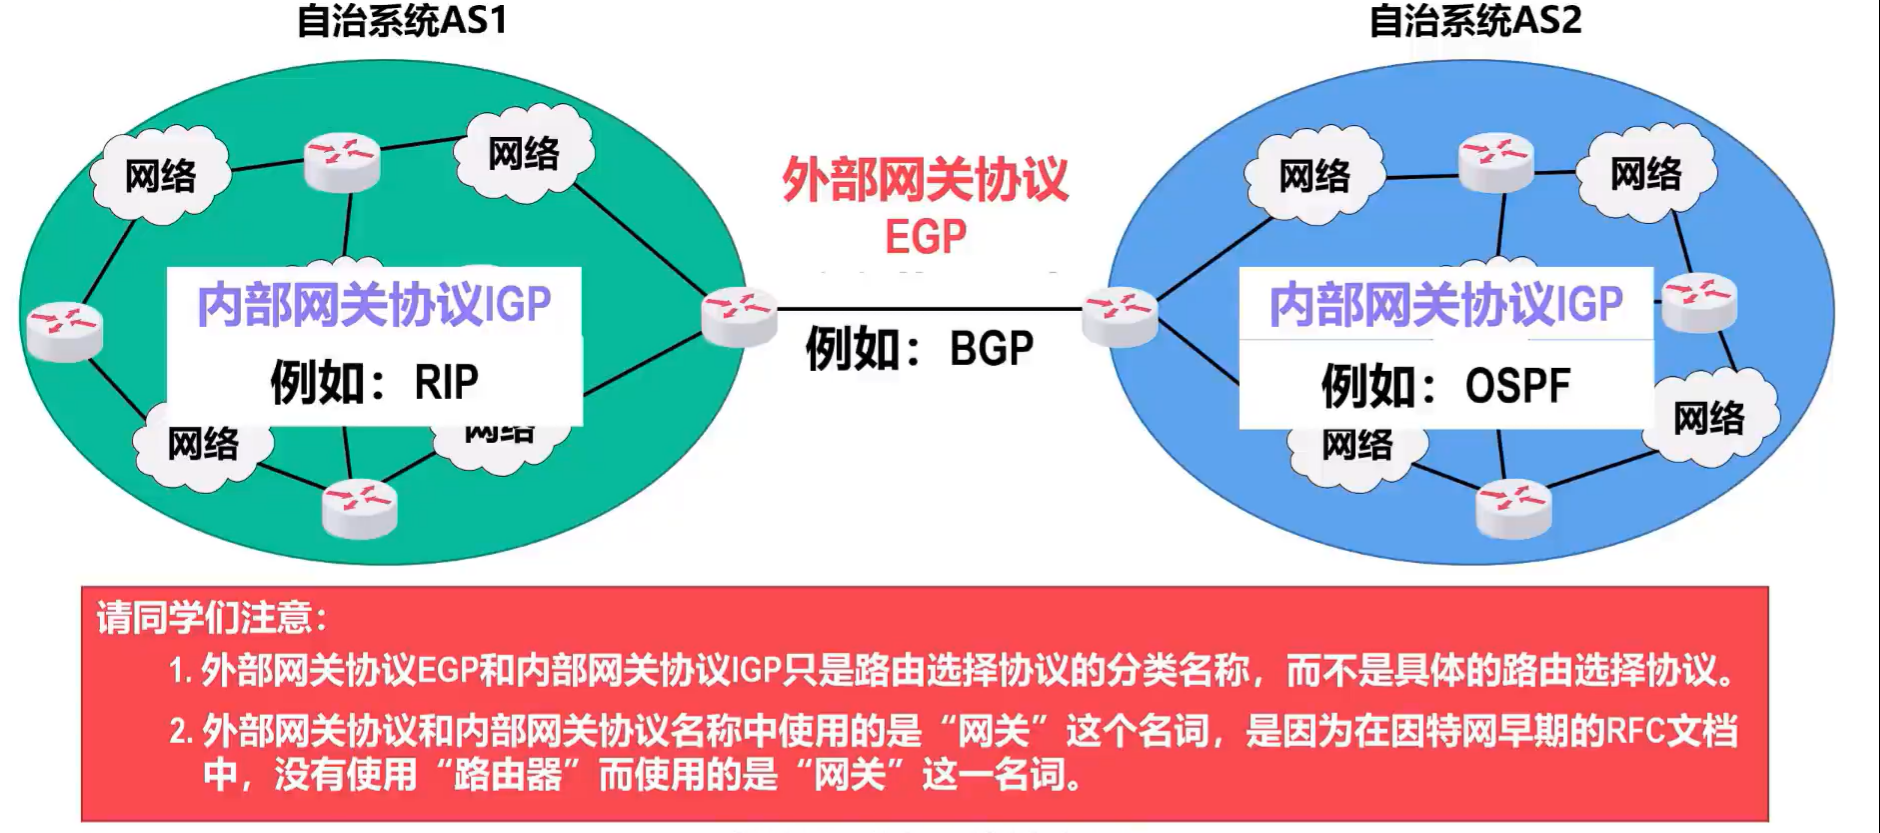 自治系统AS1
自治系统AS2
网络
网络
网络
网络
外部网关协议
EGP
内部网关协议IGP
例如：RIP
例如：BGP
内部网关协议IGP
例如：OSPF
网络
网络
网络
网络
请同学们注意：
1. 外部网关协议EGP和内部网关协议IGP只是路由选择协议的分类名称，而不是具体的路由选择协议。
2. 外部网关协议和内部网关协议名称中使用的是“网关”这个名词，是因为在因特网早期的RFC文档
中，没有使用“路由器”而使用的是“网关”这一名词。